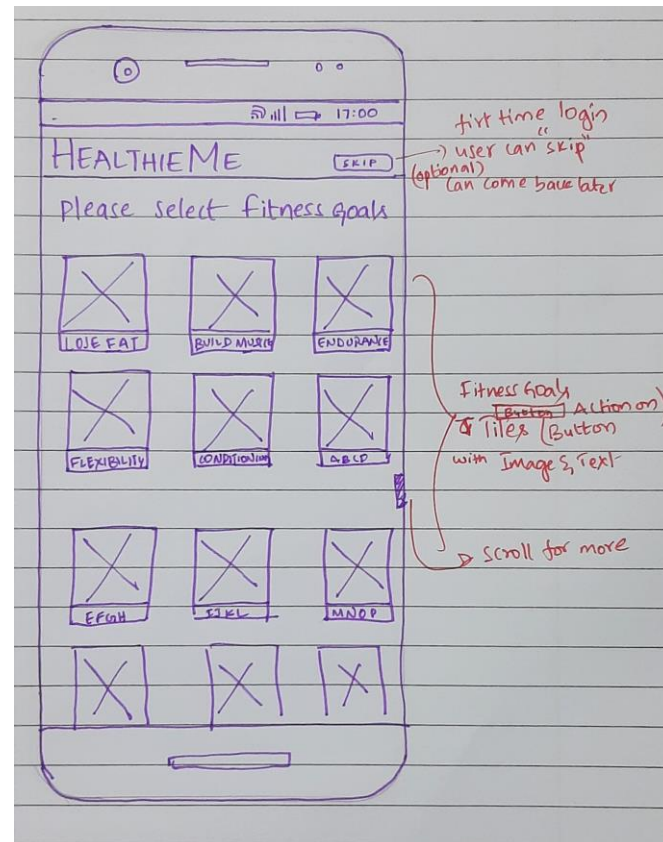 17:00
HEALTHIEME
SKIP
Please select fitness Goals
LOSE FAT
BUILD MUSCLE
ENDURANCE
FLEXIBILITY
CONDITIONING
ABCD
EFGH
IJKL
MNOP
first time login
user can "skip"
(optional)
can come back later
Fitness Goals
Button Action on
Tiles (Button
with Image & Text
Scroll for more